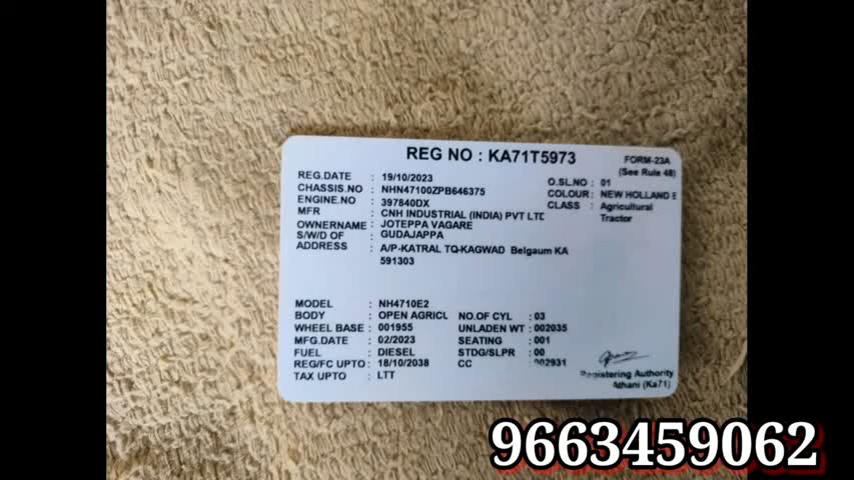 REG NO : KA71T5973
FORM-23A
(See Rule 48)
REG.DATE : 19/10/2023
O.SL.NO : 01
CHASSIS.NO : NHN47100ZPB646375
COLOUR : NEW HOLLAND B
ENGINE.NO : 397840DX
CLASS : Agricultural Tractor
MFR : CNH INDUSTRIAL (INDIA) PVT LTD
OWNERNAME : JOTEPPA VAGARE
S/W/D OF : GUDAJAPPA
ADDRESS : A/P-KATRAL TQ-KAGWAD Belgaum KA
591303
MODEL : NH4710E2
BODY : OPEN AGRICL
NO.OF CYL : 03
WHEEL BASE : 001955
UNLADEN WT : 002035
MFG.DATE : 02/2023
SEATING : 001
FUEL : DIESEL
STDG/SLPR : 00
REG/FC UPTO : 18/10/2038
CC : 002931
TAX UPTO : LTT
Registering Authority
Athani (Ka71)
9663459062